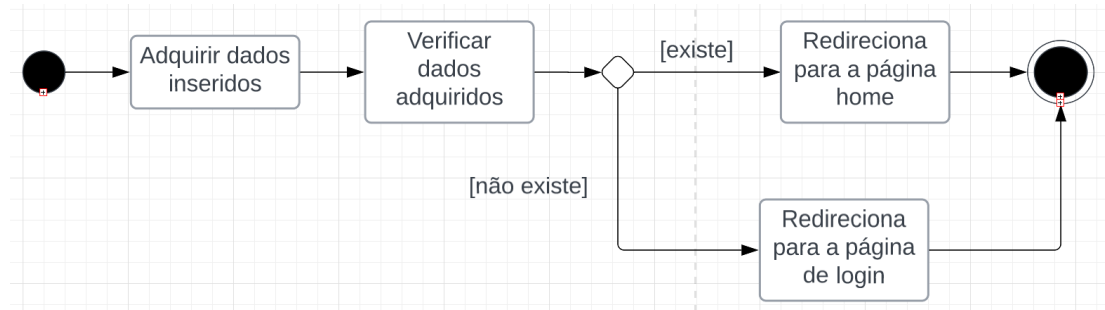 Adquirir dados
inseridos
Verificar
dados
adquiridos
[existe]
Redireciona
para a página
home
[não existe]
Redireciona
para a página
de login